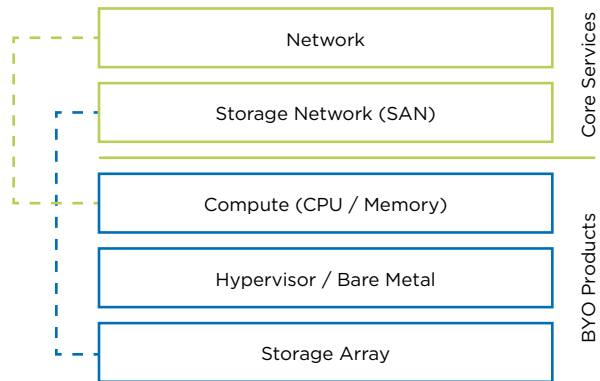 Network
Storage Network (SAN)
Core Services
Compute (CPU / Memory)
Hypervisor / Bare Metal
Storage Array
BYO Products